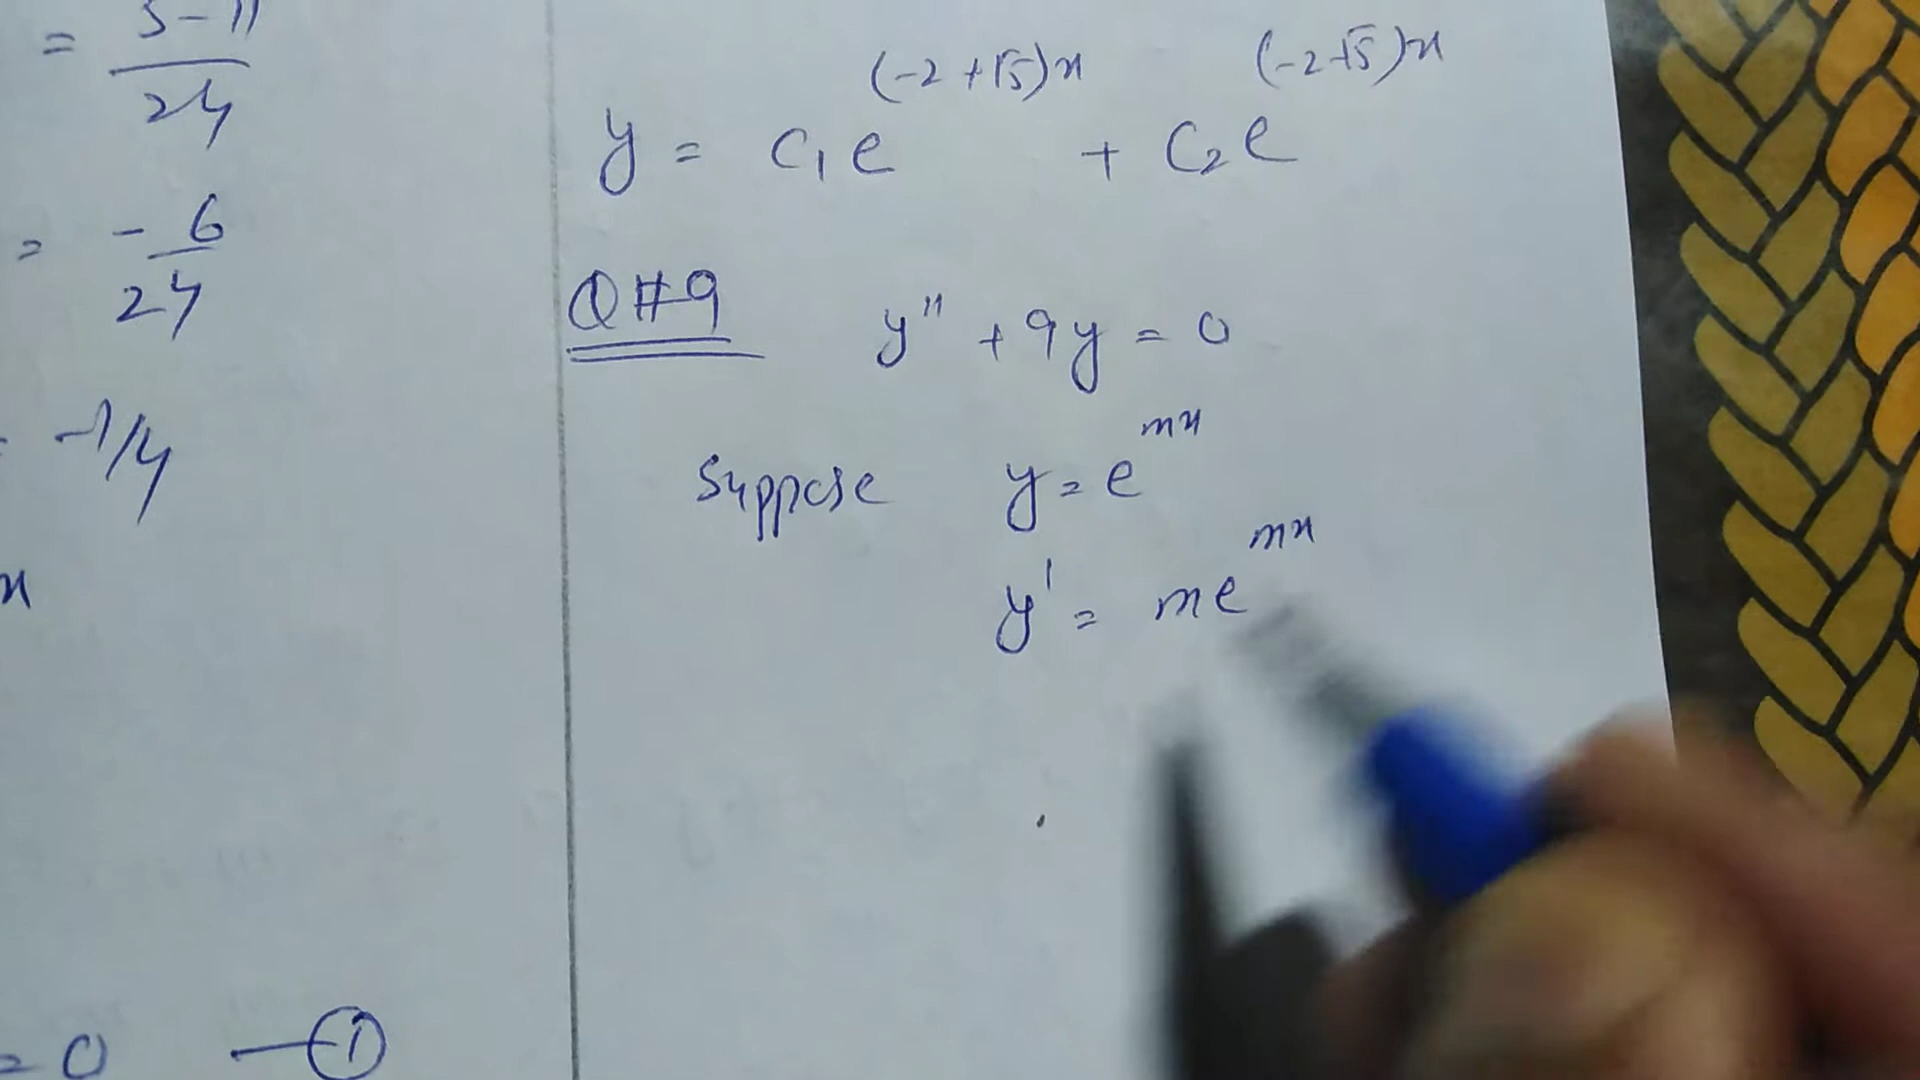 = 5-11/24
= -6/24
= -1/4
x
= 0 —①
y = c₁e^(-2+√5)x + c₂e^(-2-√5)x
Q#9 y'' + 9y = 0
Suppose y = e^mx
y' = me^mx